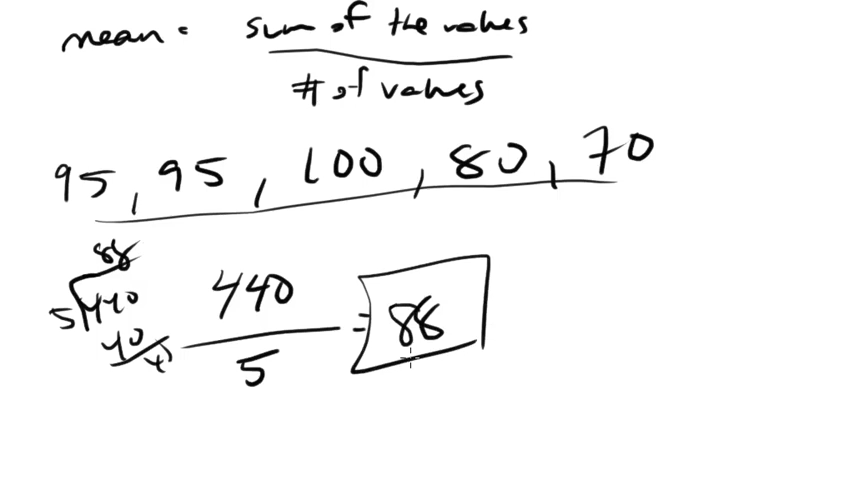 mean = sum of the values
# of values
95, 95, 100, 80, 70
88
5 440
40
40
440
5
= 88